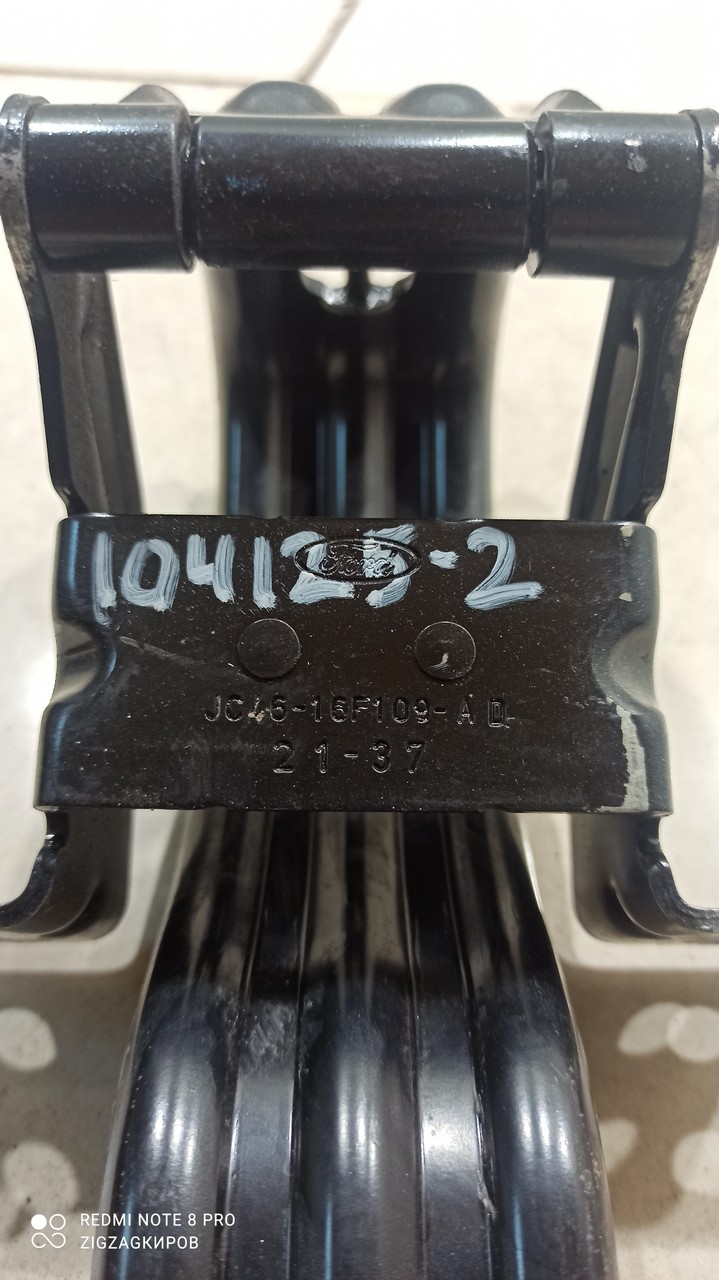 104125-2
Ford
JC46-16F109-AD
21-37
REDMI NOTE 8 PRO
ZIGZAGКИРОВ